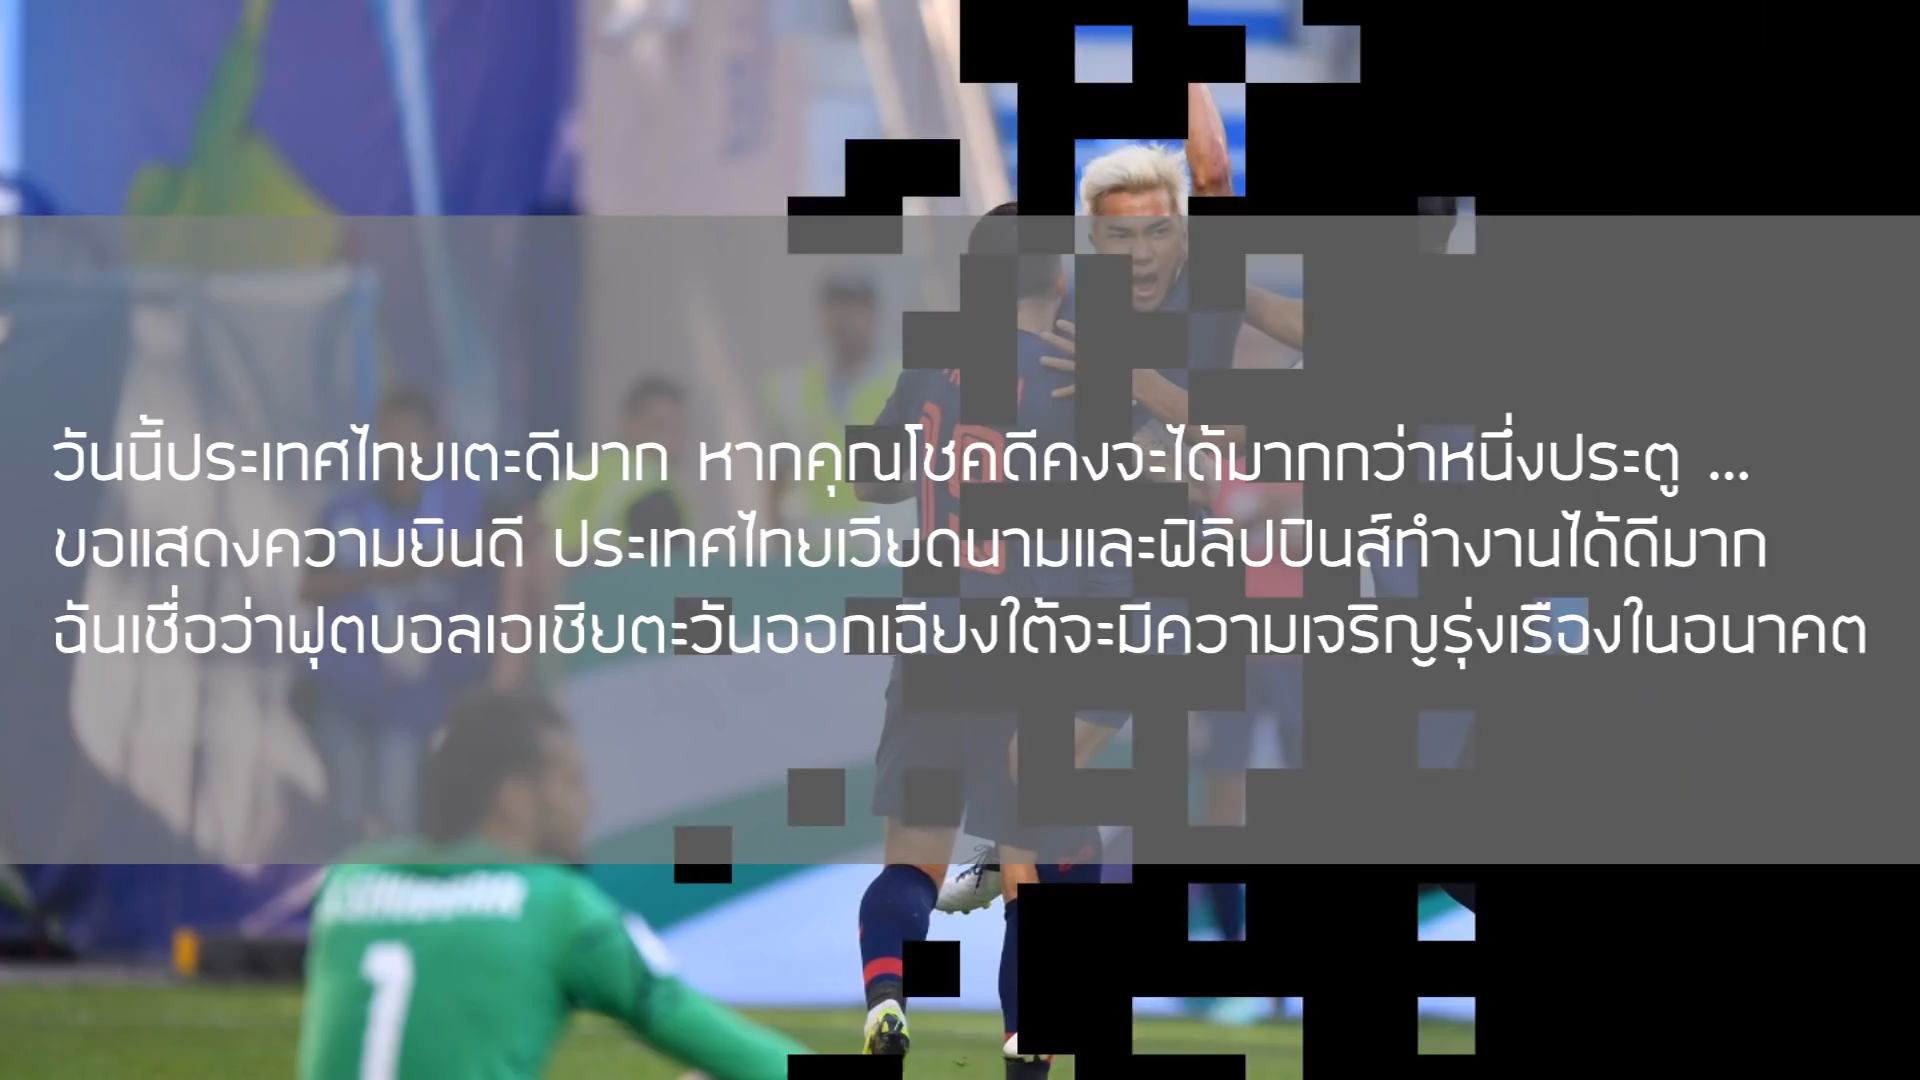 วันนี้ประเทศไทยเตะดีมาก หากคุณโชคดีคงจะได้มากกว่าหนึ่งประตู ...
ขอแสดงความยินดี ประเทศไทยเวียดนามและฟิลิปปินส์ทำงานได้ดีมาก
ฉันเชื่อว่าฟุตบอลเอเชียตะวันออกเฉียงใต้จะมีความเจริญรุ่งเรืองในอนาคต
1